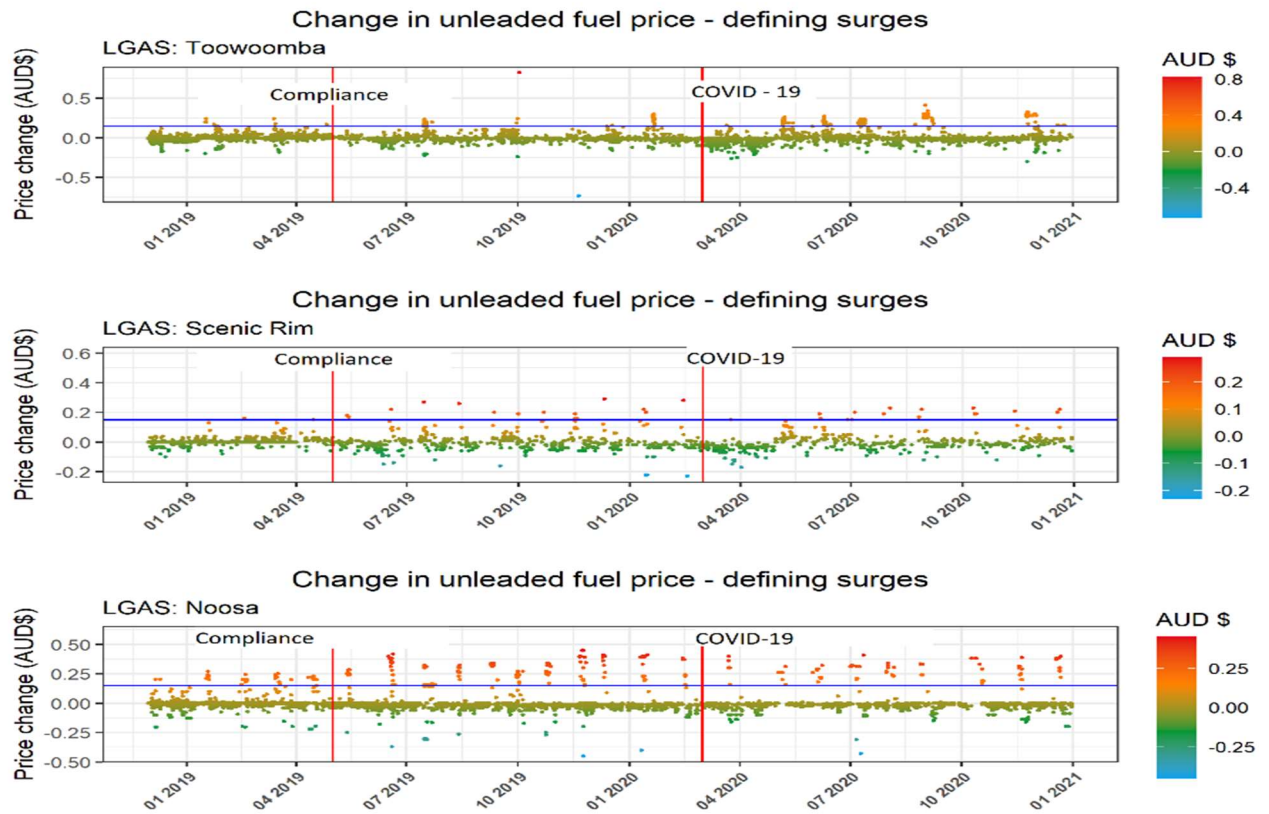 Change in unleaded fuel price - defining surges
LGAS: Toowoomba
Price change (AUD$)
0.5
0.0
-0.5
Compliance
COVID - 19
01 2019
04 2019
07 2019
10 2019
01 2020
04 2020
07 2020
10 2020
01 2021
AUD $
0.8
0.4
0.0
-0.4
Change in unleaded fuel price - defining surges
LGAS: Scenic Rim
Price change (AUD$)
0.6
0.4
0.2
0.0
-0.2
Compliance
COVID-19
01 2019
04 2019
07 2019
10 2019
01 2020
04 2020
07 2020
10 2020
01 2021
AUD $
0.2
0.1
0.0
-0.1
-0.2
Change in unleaded fuel price - defining surges
LGAS: Noosa
Price change (AUD$)
0.50
0.25
0.00
-0.25
-0.50
Compliance
COVID-19
01 2019
04 2019
07 2019
10 2019
01 2020
04 2020
07 2020
10 2020
01 2021
AUD $
0.25
0.00
-0.25